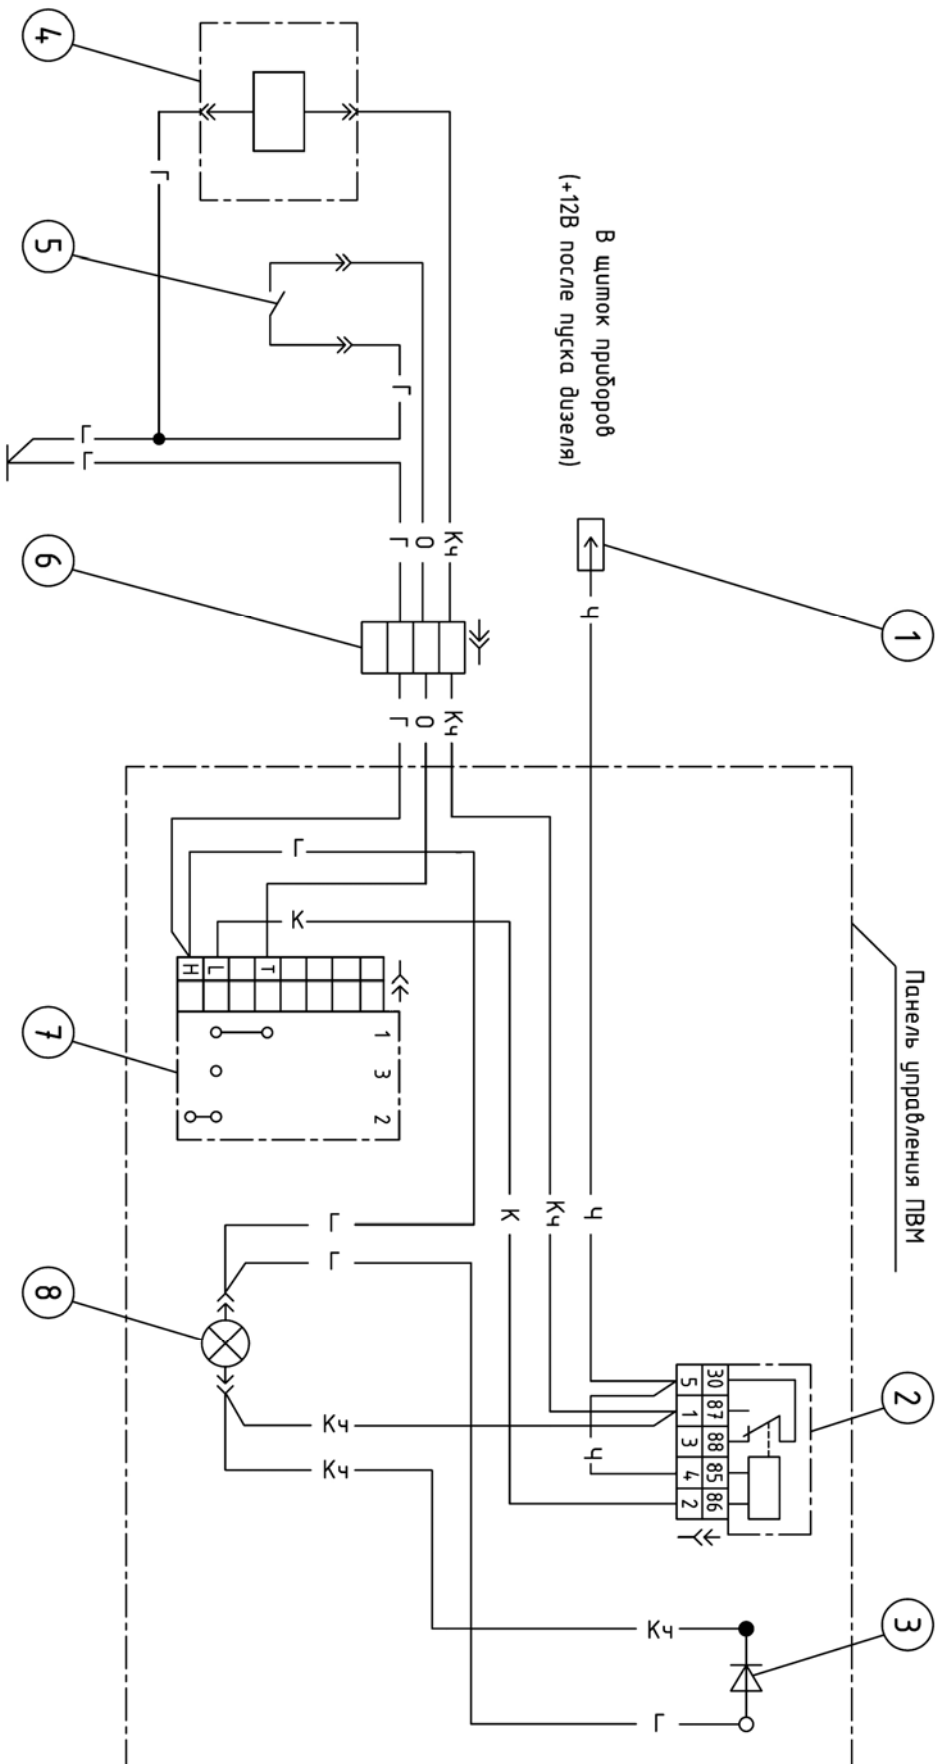 1
2
3
Панель управления ПВМ
В щиток приборов
(+12В после пуска дизеля)
30 87 88 85 86
5 1 3 4 2
Кч
Г
Ч
Ч
Ч
Кч
К
Кч
Кч
О
О
Г
Г
Г
1 3 2
Г
К
Г
Г
Кч
Кч
T
L
H
Г
Г
Г
4
5
6
7
8